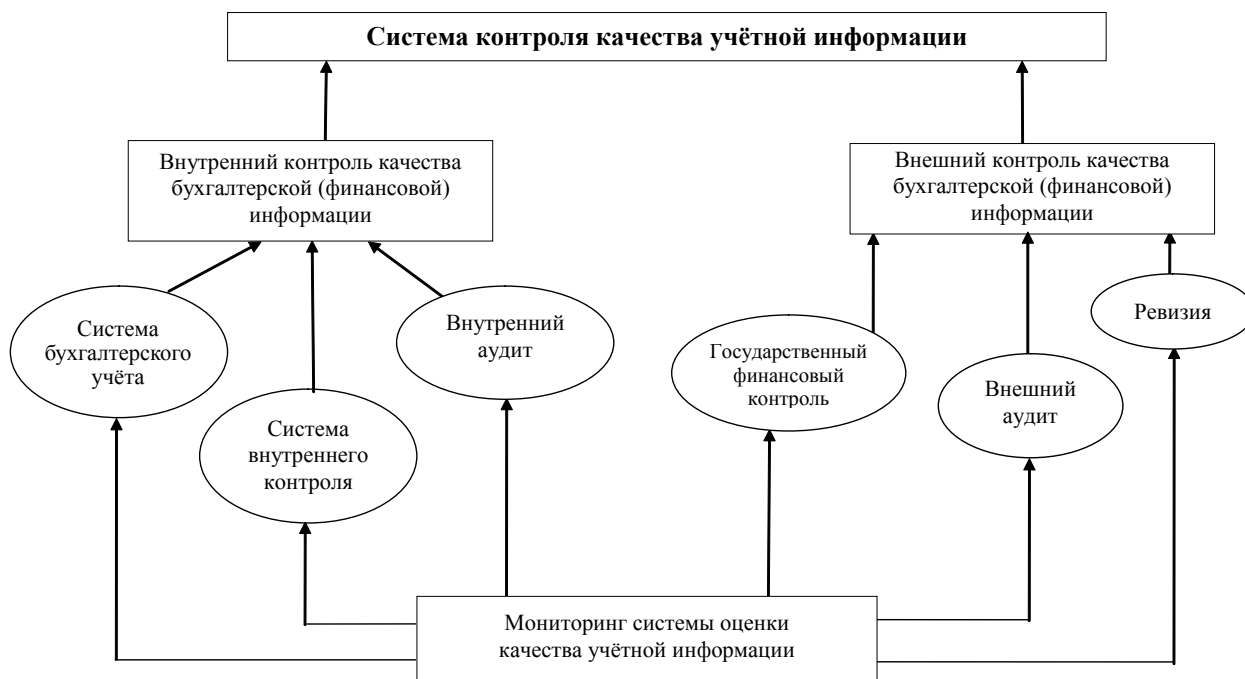 Система контроля качества учётной информации
Внутренний контроль качества
бухгалтерской (финансовой)
информации
Внешний контроль качества
бухгалтерской (финансовой)
информации
Система
бухгалтерского
учёта
Система
внутреннего
контроля
Внутренний
аудит
Государственный
финансовый
контроль
Внешний
аудит
Ревизия
Мониторинг системы оценки
качества учётной информации